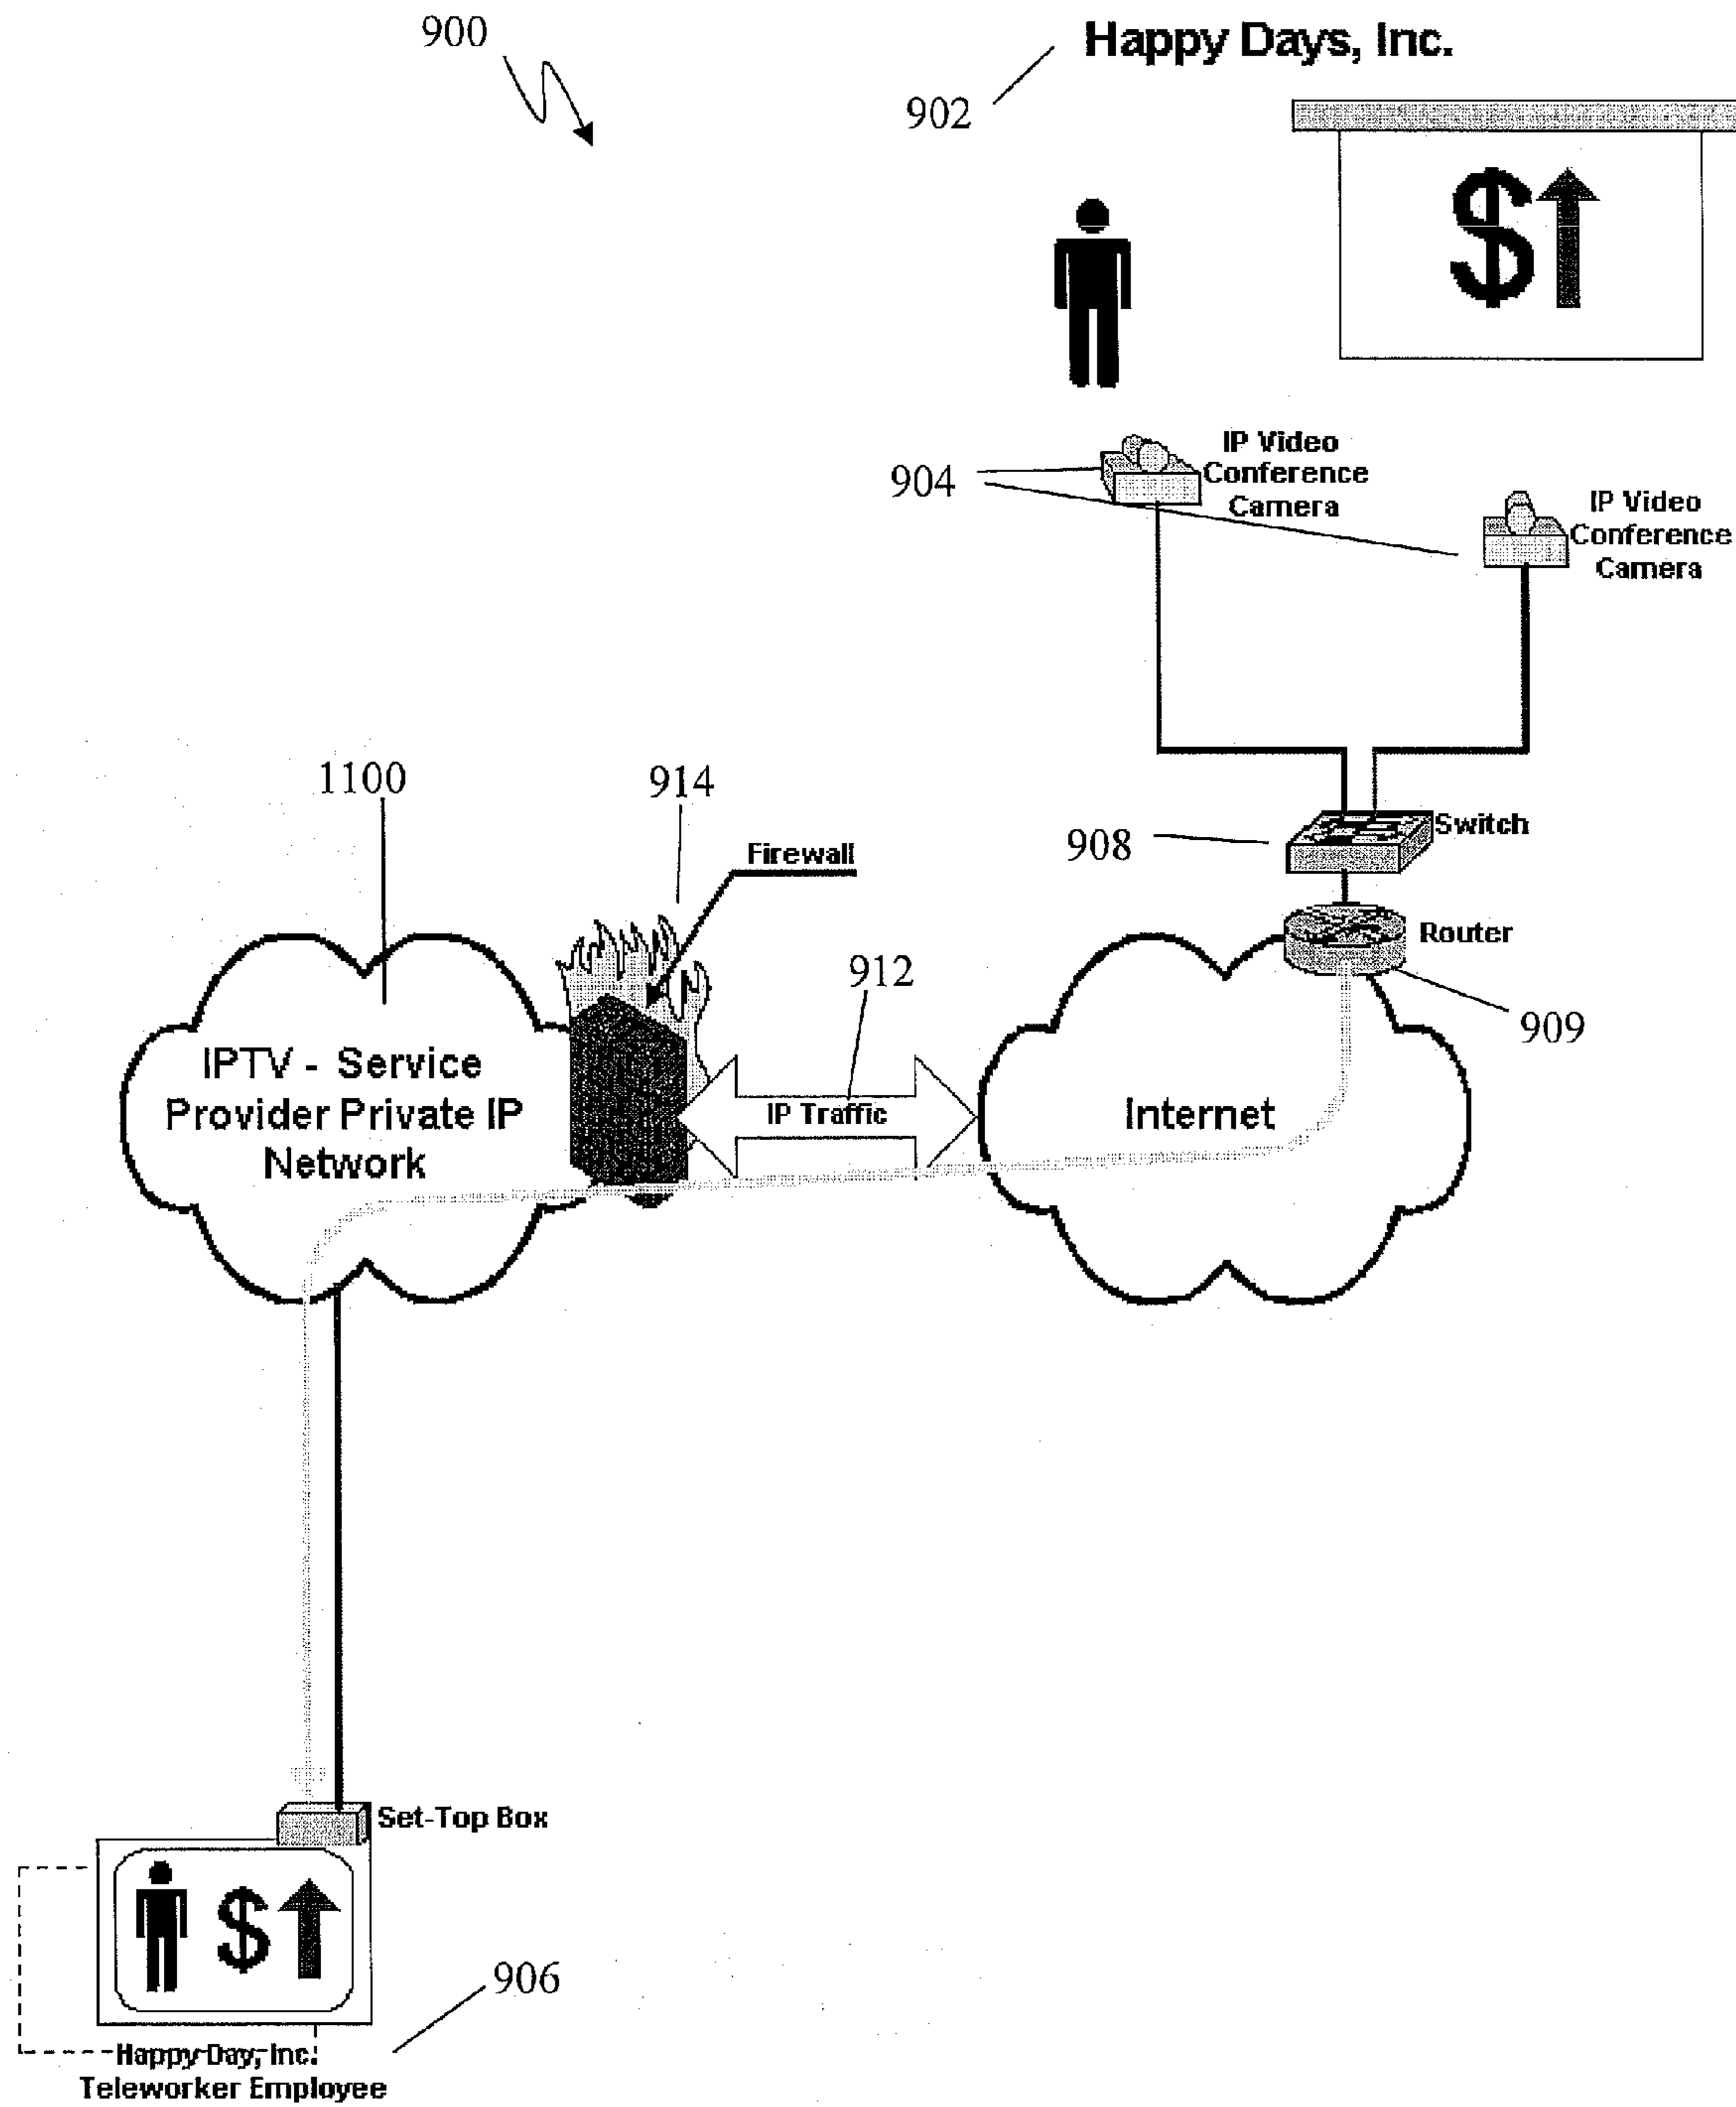 900
Happy Days, Inc.
902
$
904
IP Video
Conference
Camera
IP Video
Conference
Camera
1100
914
908
Switch
Firewall
Router
912
909
IPTV - Service
Provider Private IP
Network
IP Traffic
Internet
Set-Top Box
$
906
Happy Day, Inc.
Teleworker Employee